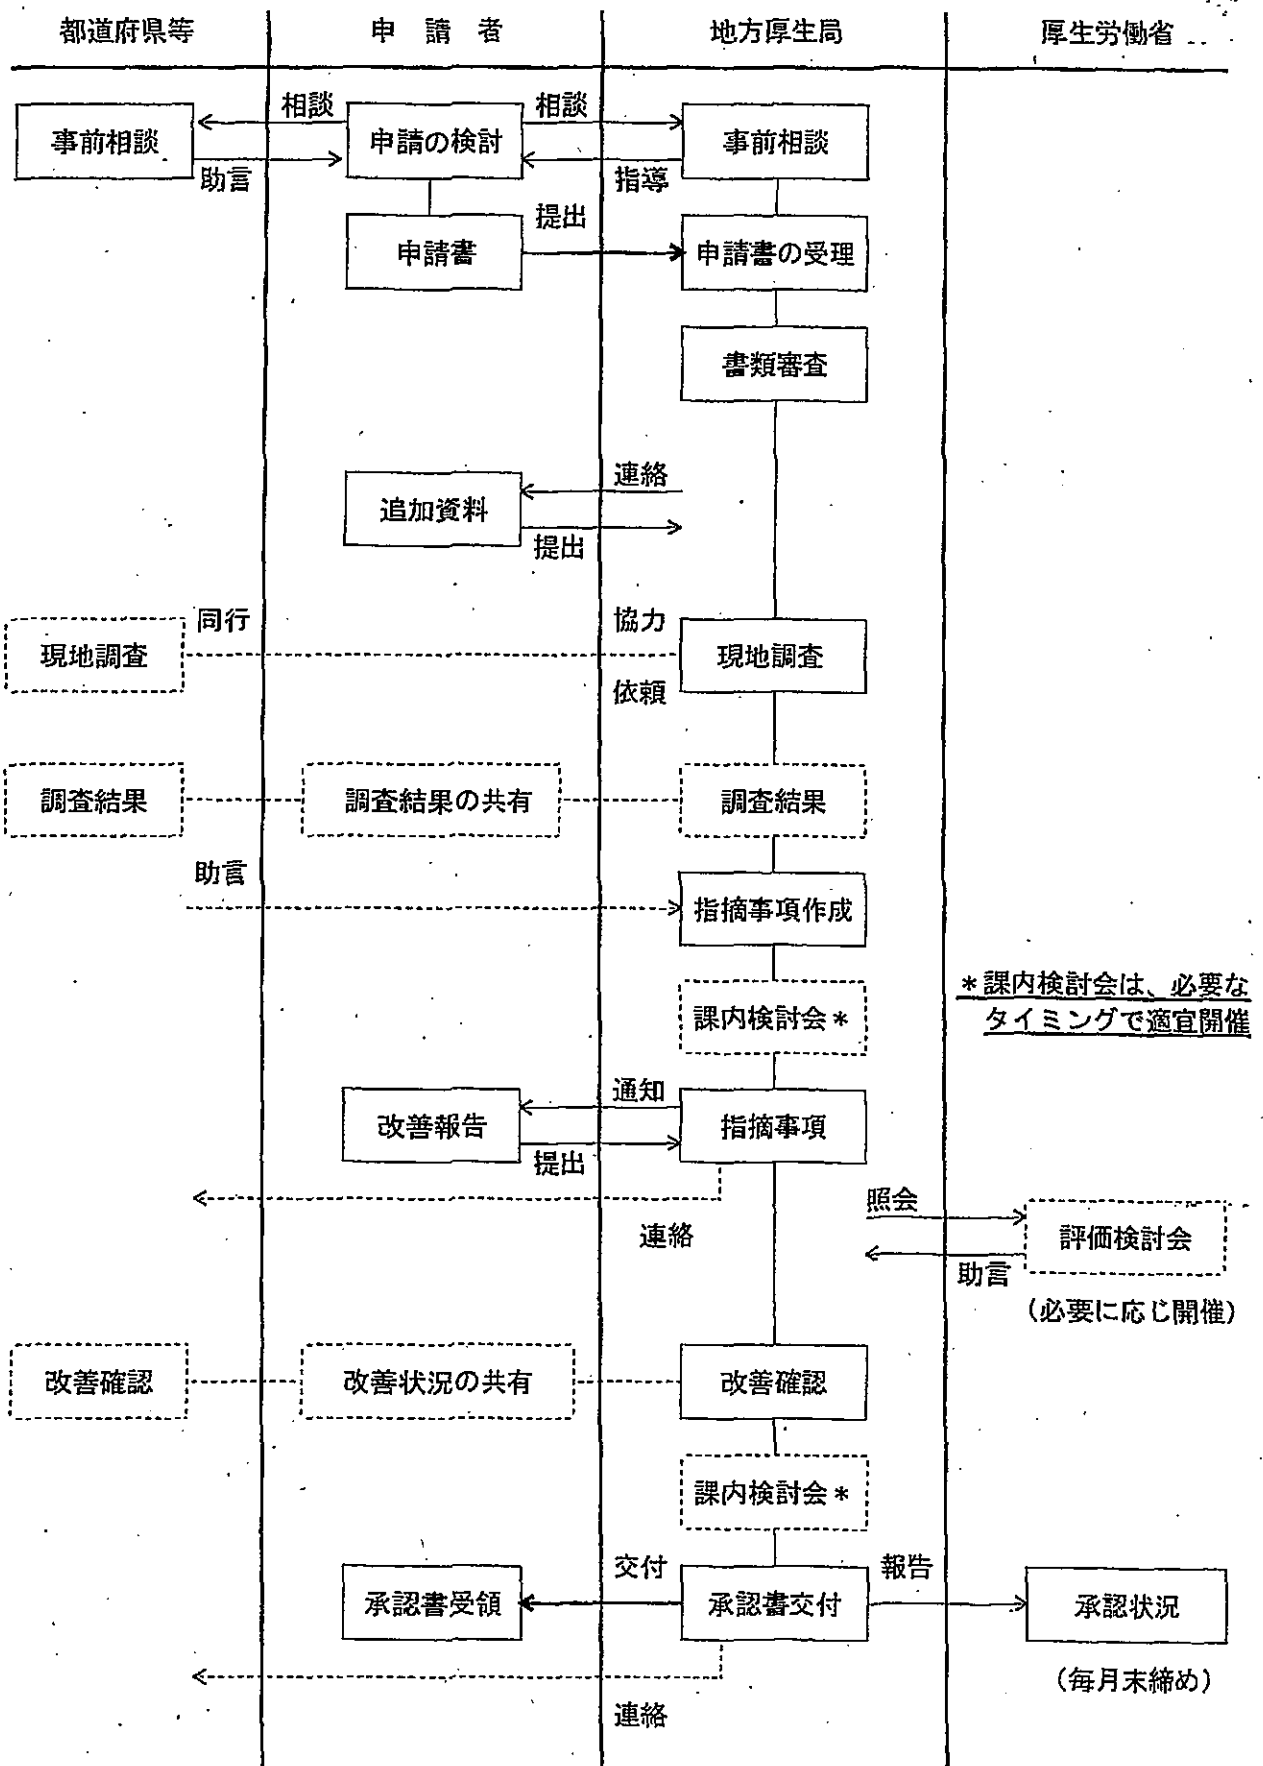 都道府県等
申請者
地方厚生局
厚生労働省
事前相談
相談
申請の検討
相談
事前相談
助言
指導
申請書
提出
申請書の受理
書類審査
追加資料
連絡
提出
現地調査
同行
協力
依頼
現地調査
調査結果
調査結果の共有
調査結果
助言
指摘事項作成
課内検討会*
*課内検討会は、必要な
タイミングで適宜開催
改善報告
通知
提出
指摘事項
連絡
照会
助言
評価検討会
(必要に応じ開催)
改善確認
改善状況の共有
改善確認
課内検討会*
承認書受領
交付
承認書交付
報告
承認状況
(毎月末締め)
連絡